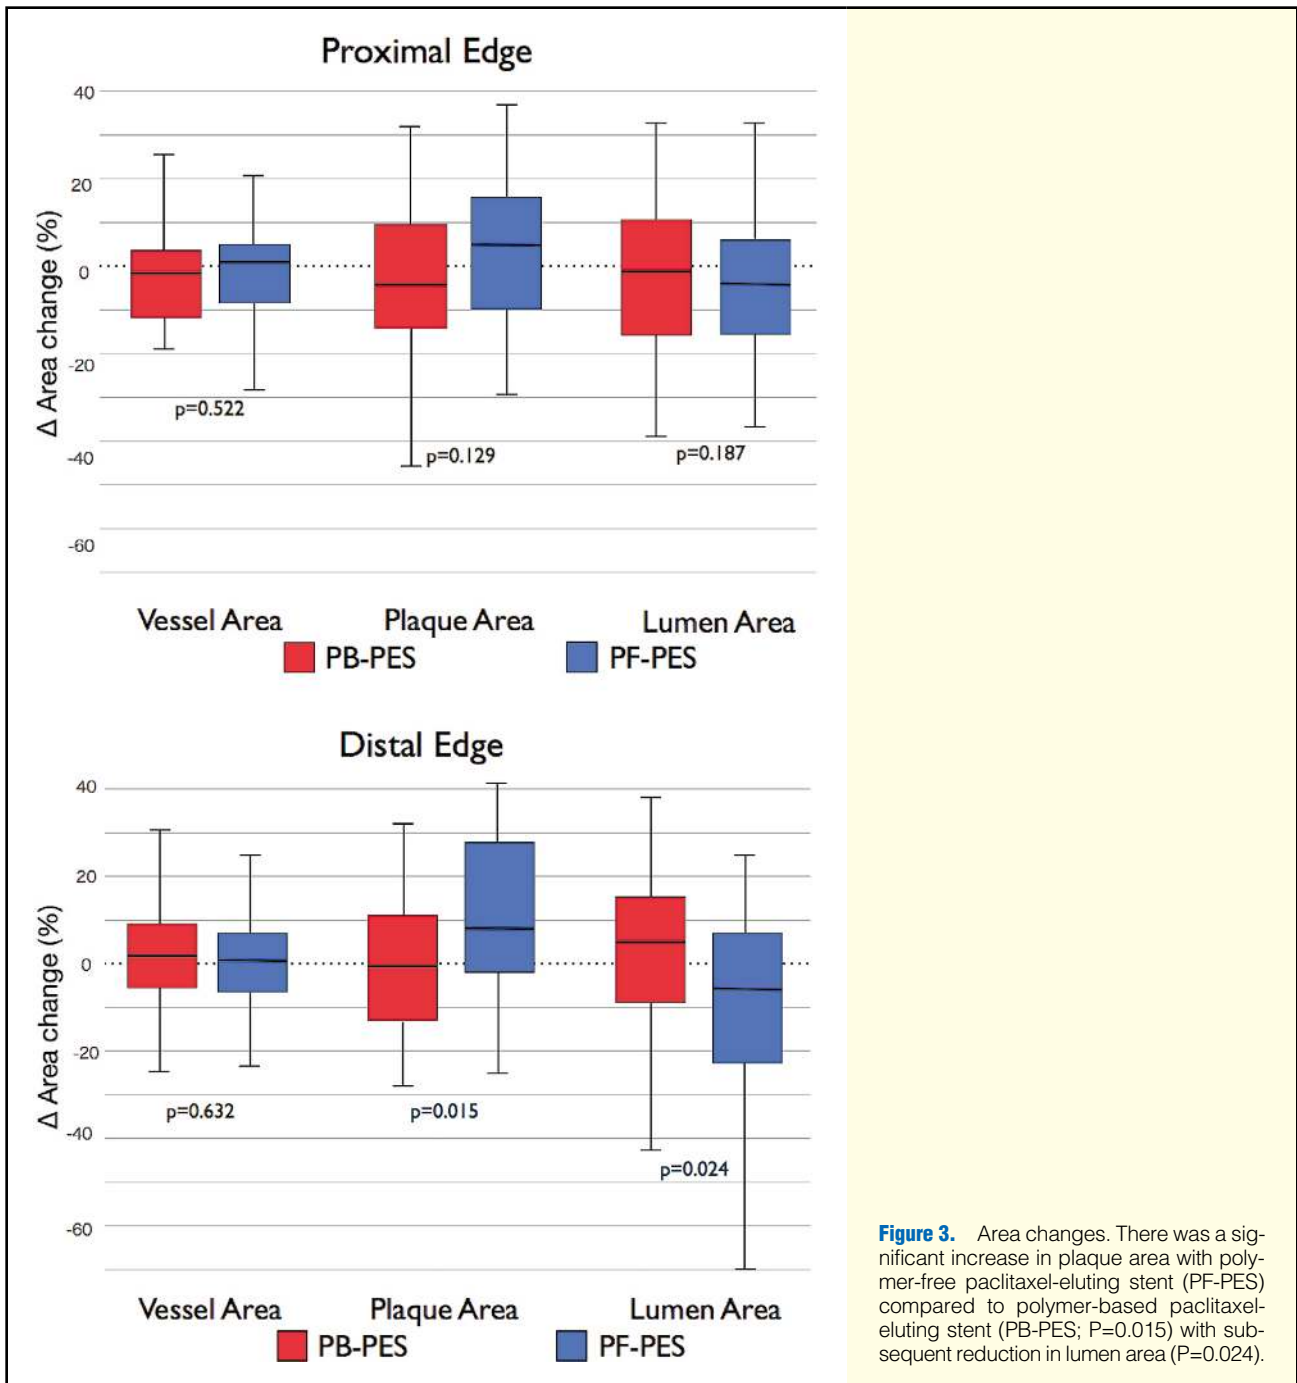 Proximal Edge
40
20
0
-20
-40
-60
Δ Area change (%)
p=0.522
p=0.129
p=0.187
Vessel Area Plaque Area Lumen Area
PB-PES PF-PES
Distal Edge
40
20
0
-20
-40
-60
Δ Area change (%)
p=0.632
p=0.015
p=0.024
Vessel Area Plaque Area Lumen Area
PB-PES PF-PES
Figure 3. Area changes. There was a sig-
nificant increase in plaque area with poly-
mer-free paclitaxel-eluting stent (PF-PES)
compared to polymer-based paclitaxel-
eluting stent (PB-PES; P=0.015) with sub-
sequent reduction in lumen area (P=0.024).